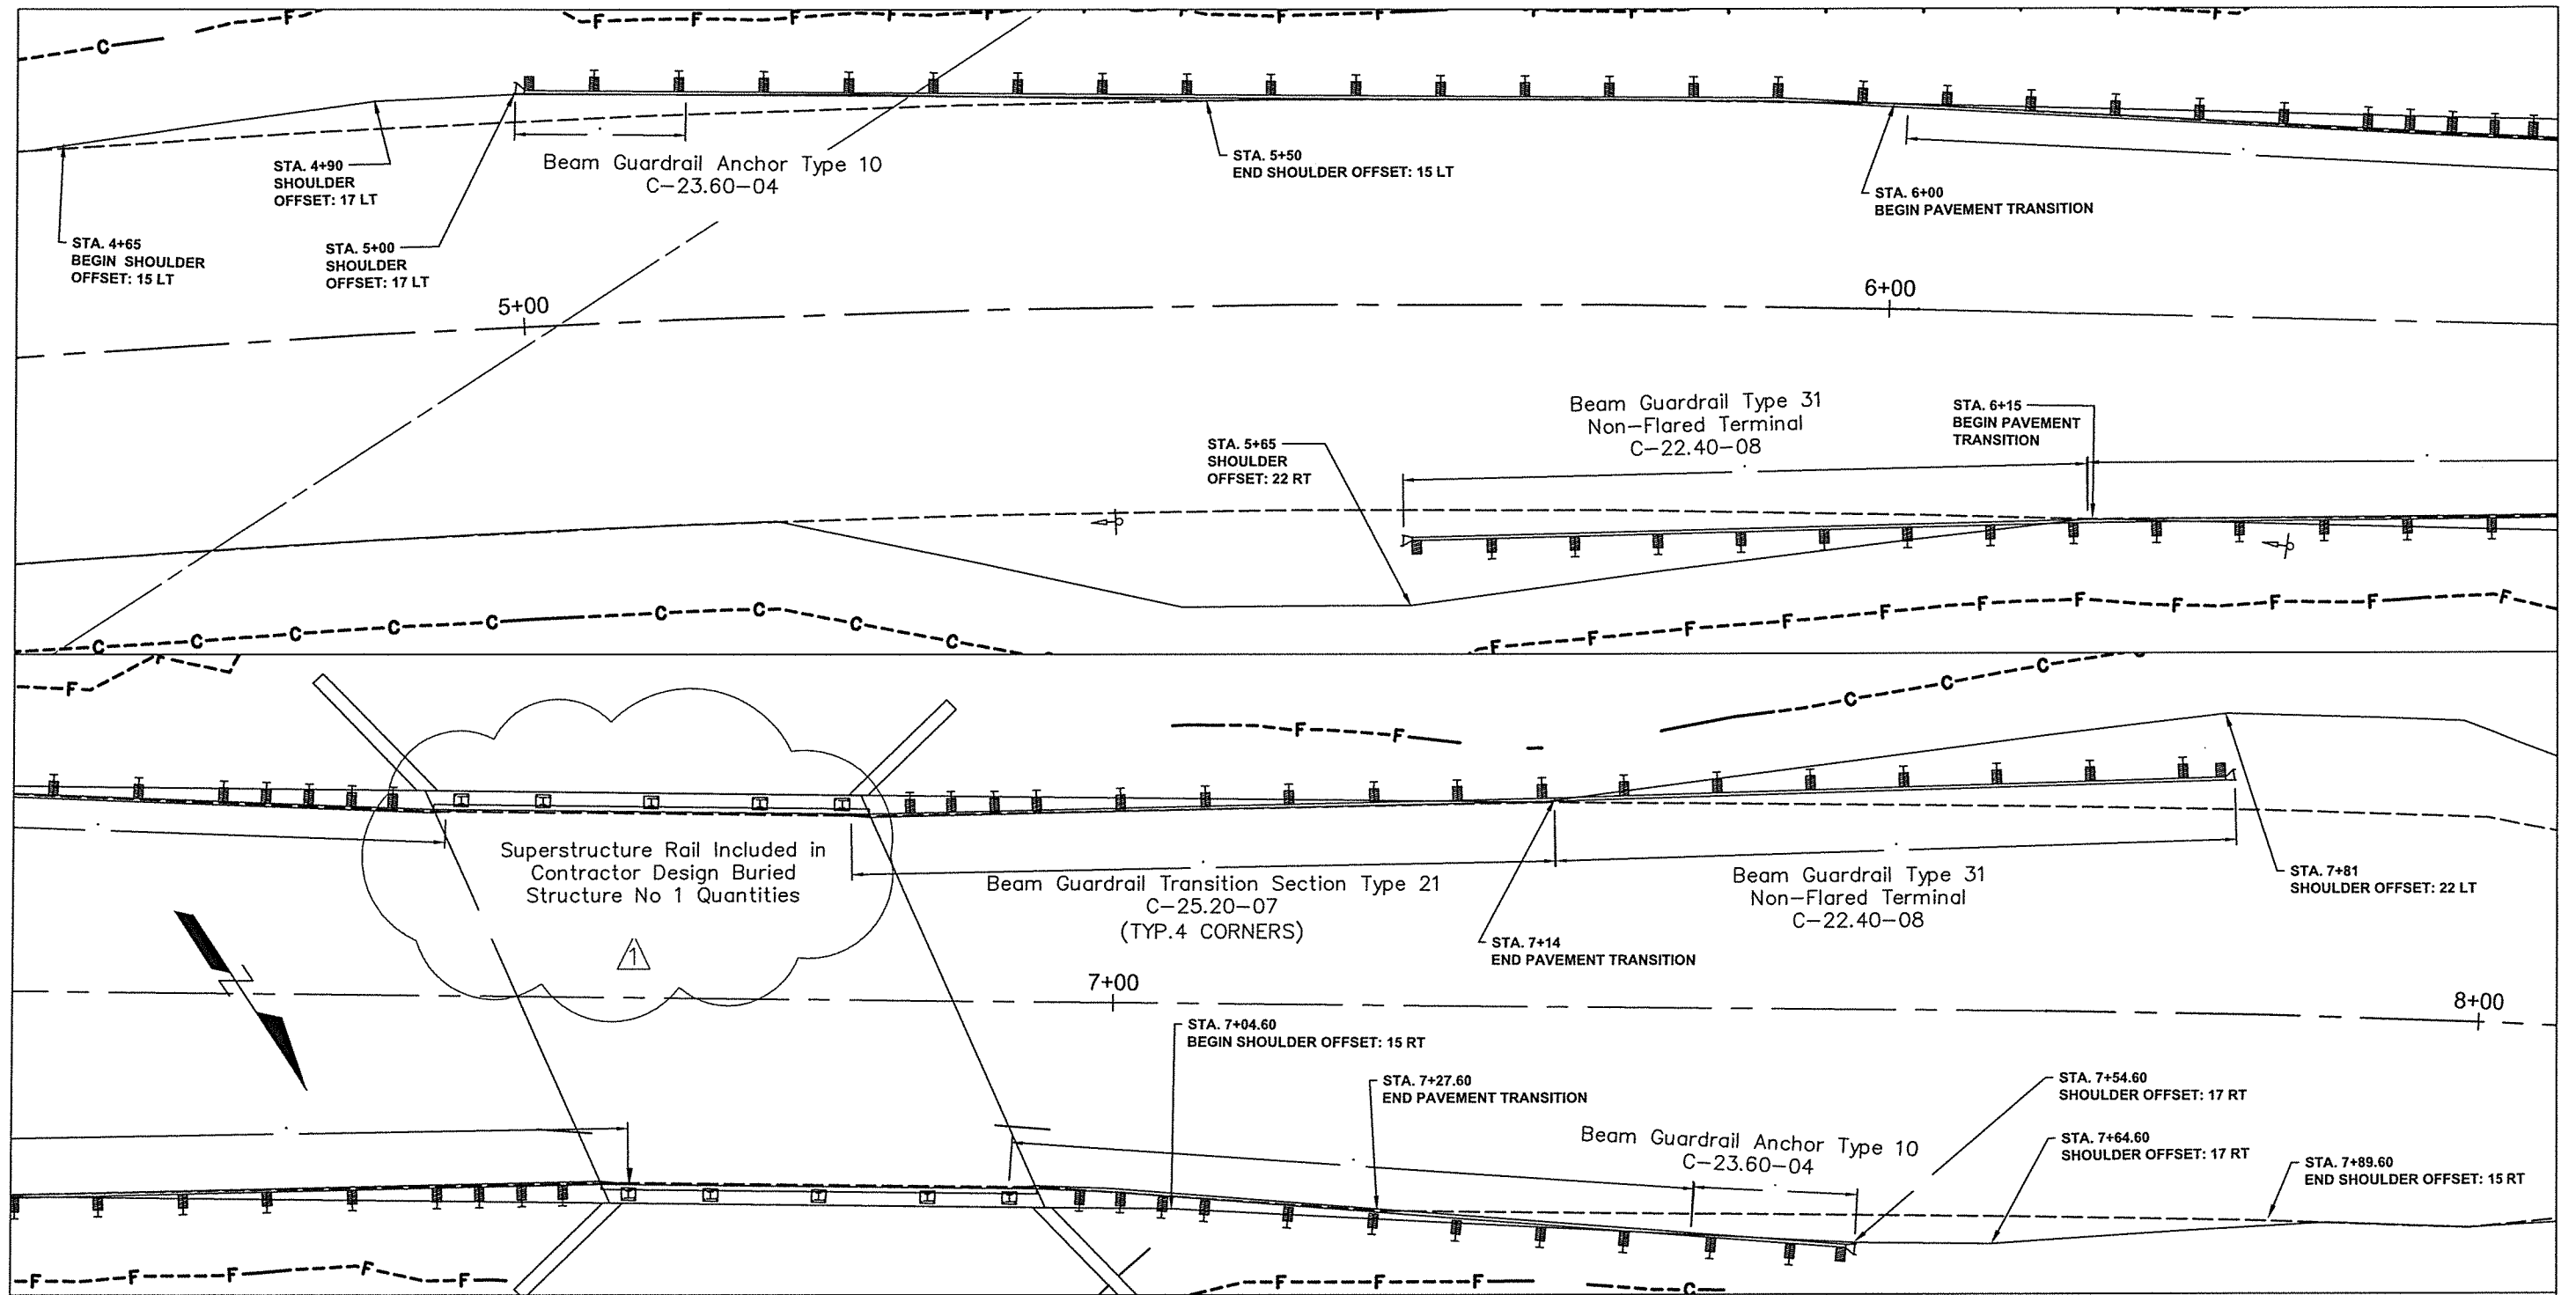 F
F
F
C
STA. 4+90
SHOULDER
OFFSET: 17 LT
Beam Guardrail Anchor Type 10
C-23.60-04
STA. 5+50
END SHOULDER OFFSET: 15 LT
STA. 6+00
BEGIN PAVEMENT TRANSITION
STA. 4+65
BEGIN SHOULDER
OFFSET: 15 LT
STA. 5+00
SHOULDER
OFFSET: 17 LT
5+00
6+00
Beam Guardrail Type 31
Non-Flared Terminal
C-22.40-08
STA. 6+15
BEGIN PAVEMENT
TRANSITION
STA. 5+65
SHOULDER
OFFSET: 22 RT
C C C C C C C C C
F F F F F F F F F F F
F
F F
C C C
Superstructure Rail Included in
Contractor Design Buried
Structure No 1 Quantities
1
Beam Guardrail Transition Section Type 21
C-25.20-07
(TYP.4 CORNERS)
Beam Guardrail Type 31
Non-Flared Terminal
C-22.40-08
STA. 7+81
SHOULDER OFFSET: 22 LT
STA. 7+14
END PAVEMENT TRANSITION
7+00
8+00
STA. 7+04.60
BEGIN SHOULDER OFFSET: 15 RT
STA. 7+27.60
END PAVEMENT TRANSITION
STA. 7+54.60
SHOULDER OFFSET: 17 RT
Beam Guardrail Anchor Type 10
C-23.60-04
STA. 7+64.60
SHOULDER OFFSET: 17 RT
STA. 7+89.60
END SHOULDER OFFSET: 15 RT
F F F F F
F F F
C